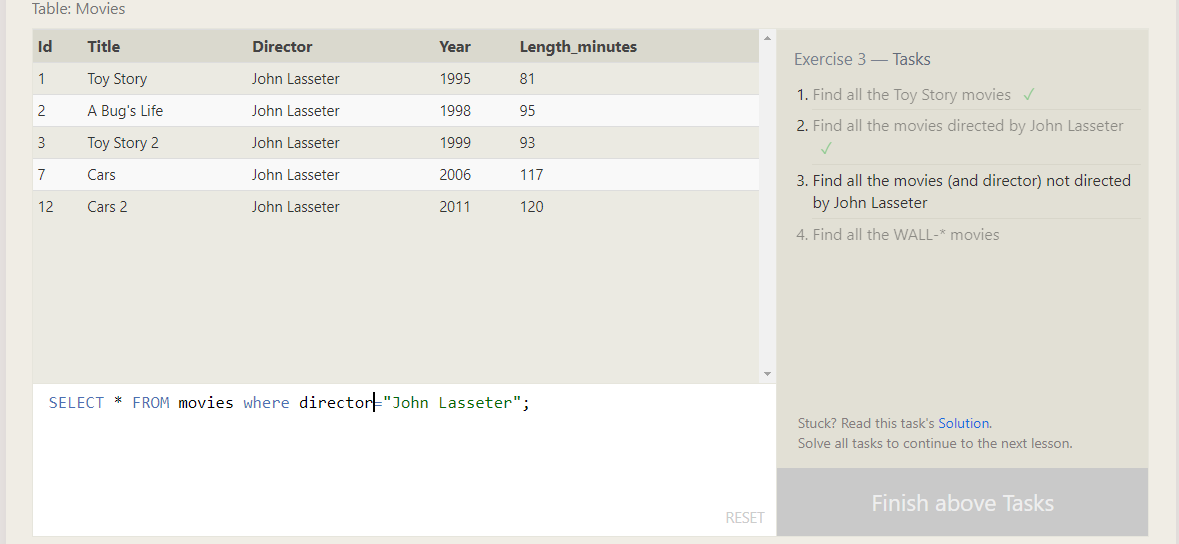 Table: Movies
Id Title Director Year Length_minutes
1 Toy Story John Lasseter 1995 81
2 A Bug's Life John Lasseter 1998 95
3 Toy Story 2 John Lasseter 1999 93
7 Cars John Lasseter 2006 117
12 Cars 2 John Lasseter 2011 120
SELECT * FROM movies where director="John Lasseter";
RESET
Exercise 3 — Tasks
1. Find all the Toy Story movies ✓
2. Find all the movies directed by John Lasseter
✓
3. Find all the movies (and director) not directed
by John Lasseter
4. Find all the WALL-* movies
Stuck? Read this task's Solution.
Solve all tasks to continue to the next lesson.
Finish above Tasks